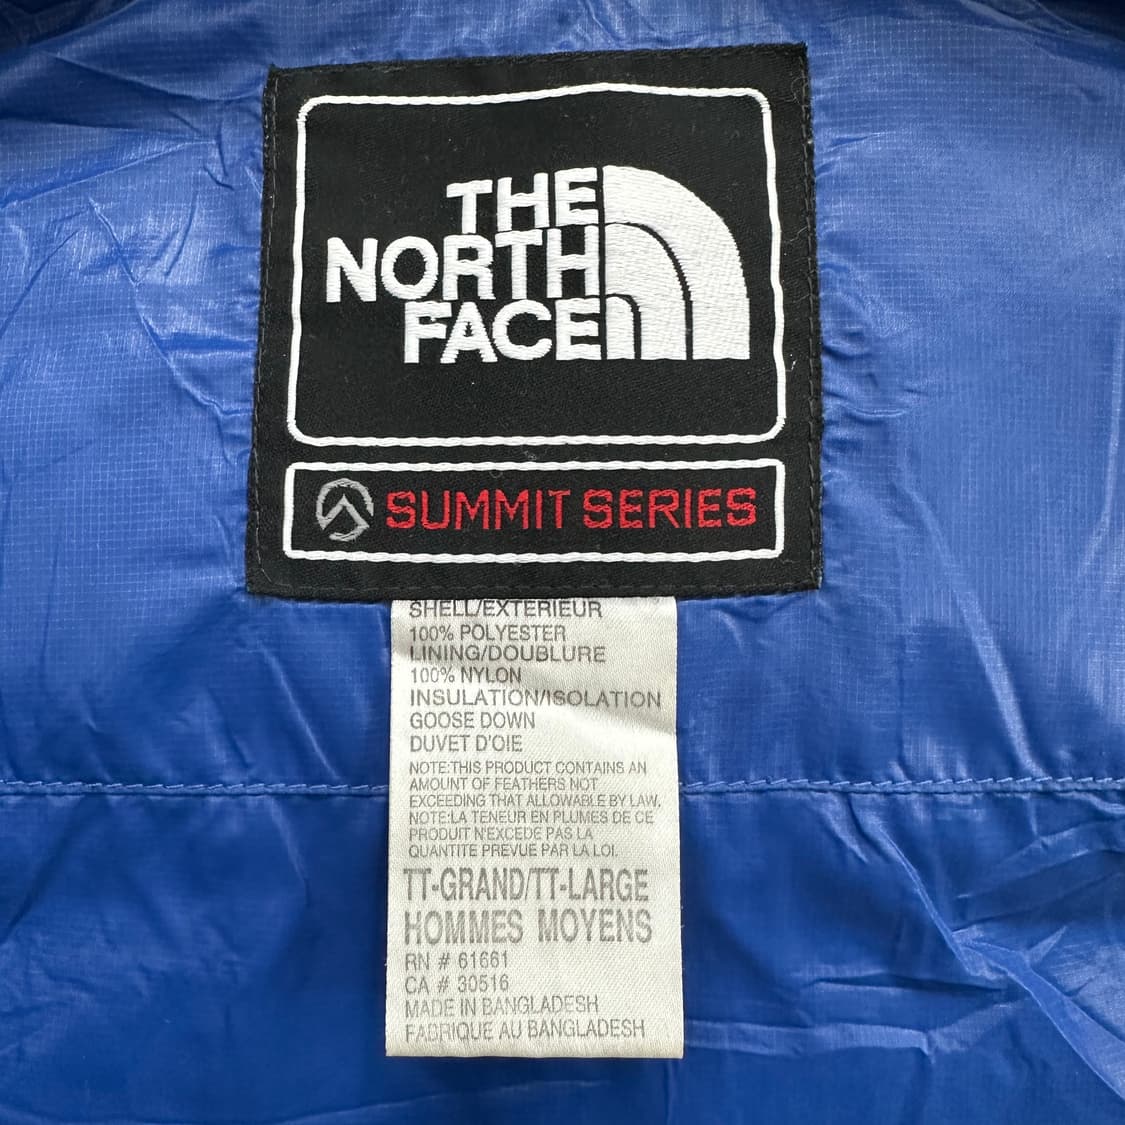 THE
NORTH
FACE
SUMMIT SERIES
SHELL/EXTERIEUR
100% POLYESTER
LINING/DOUBLURE
100% NYLON
INSULATION/ISOLATION
GOOSE DOWN
DUVET D'OIE
NOTE:THIS PRODUCT CONTAINS AN
AMOUNT OF FEATHERS NOT
EXCEEDING THAT ALLOWABLE BY LAW.
NOTE:LA TENEUR EN PLUMES DE CE
PRODUIT N'EXCEDE PAS LA
QUANTITE PREVUE PAR LA LOI.
TT-GRAND/TT-LARGE
HOMMES MOYENS
RN # 61661
CA # 30516
MADE IN BANGLADESH
FABRIQUE AU BANGLADESH